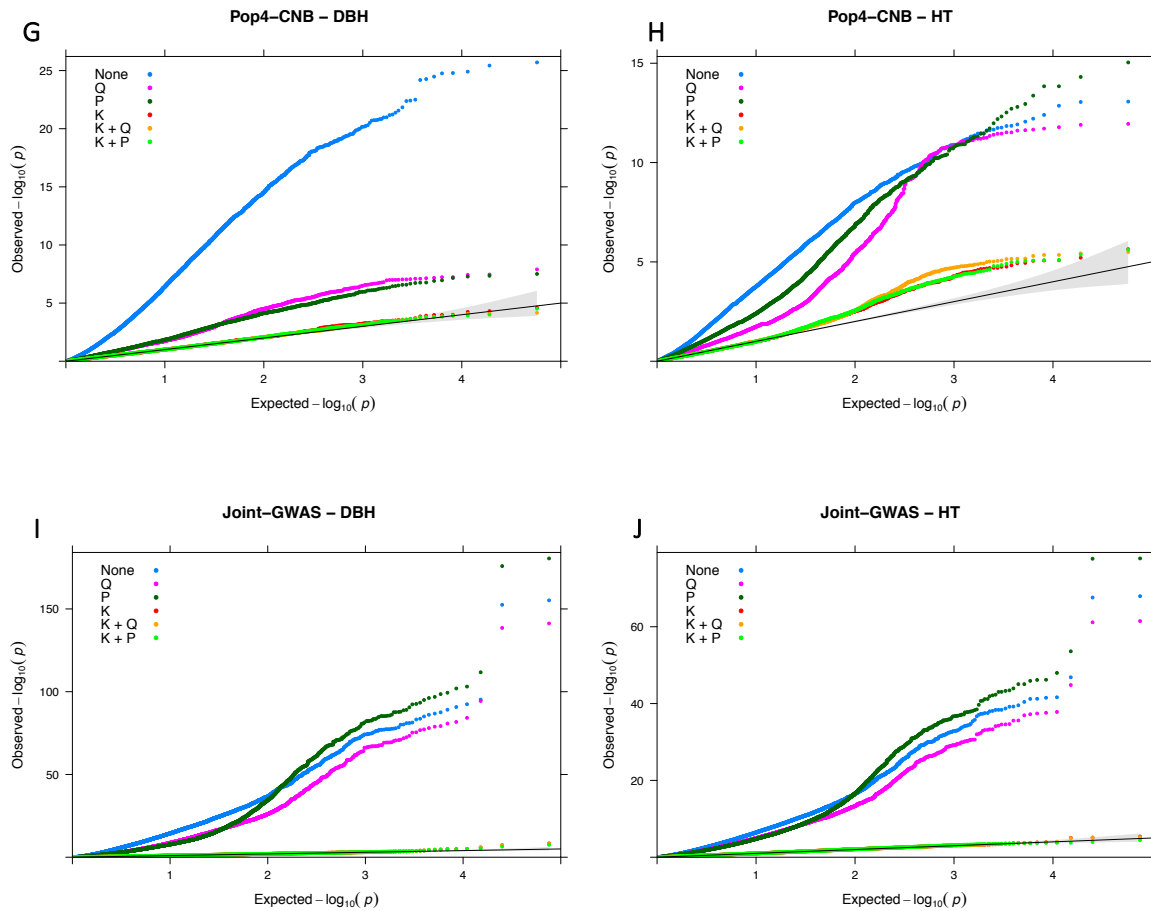 G
Pop4−CNB − DBH
None
Q
P
K
K + Q
K + P
25
20
15
10
5
1
2
3
4
Observed − log10( p)
Expected − log10( p)
H
Pop4−CNB − HT
None
Q
P
K
K + Q
K + P
15
10
5
1
2
3
4
Observed − log10( p)
Expected − log10( p)
I
Joint−GWAS − DBH
None
Q
P
K
K + Q
K + P
150
100
50
1
2
3
4
Observed − log10( p)
Expected − log10( p)
J
Joint−GWAS − HT
None
Q
P
K
K + Q
K + P
60
40
20
1
2
3
4
Observed − log10( p)
Expected − log10( p)